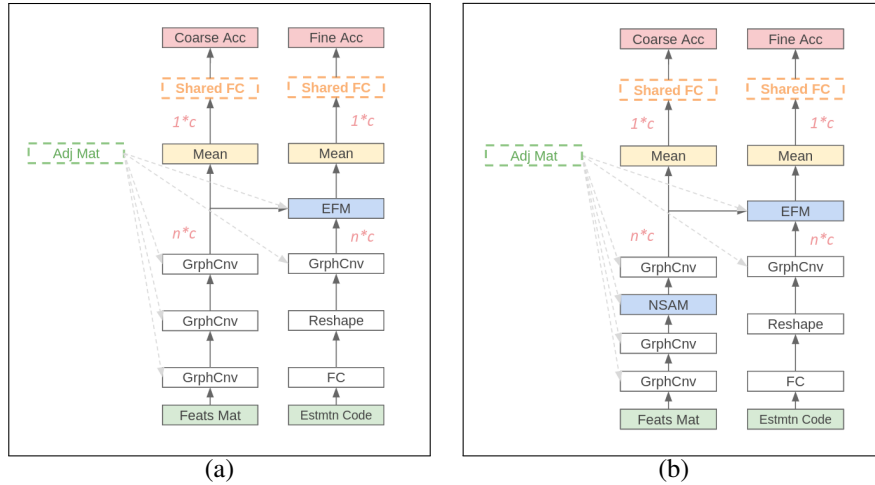 Coarse Acc
Fine Acc
Shared FC
Shared FC
1*c
1*c
Adj Mat
Mean
Mean
EFM
n*c
n*c
GrphCnv
GrphCnv
GrphCnv
Reshape
GrphCnv
FC
Feats Mat
Estmtn Code
(a)
Coarse Acc
Fine Acc
Shared FC
Shared FC
1*c
1*c
Adj Mat
Mean
Mean
EFM
n*c
n*c
GrphCnv
GrphCnv
NSAM
Reshape
GrphCnv
GrphCnv
FC
Feats Mat
Estmtn Code
(b)